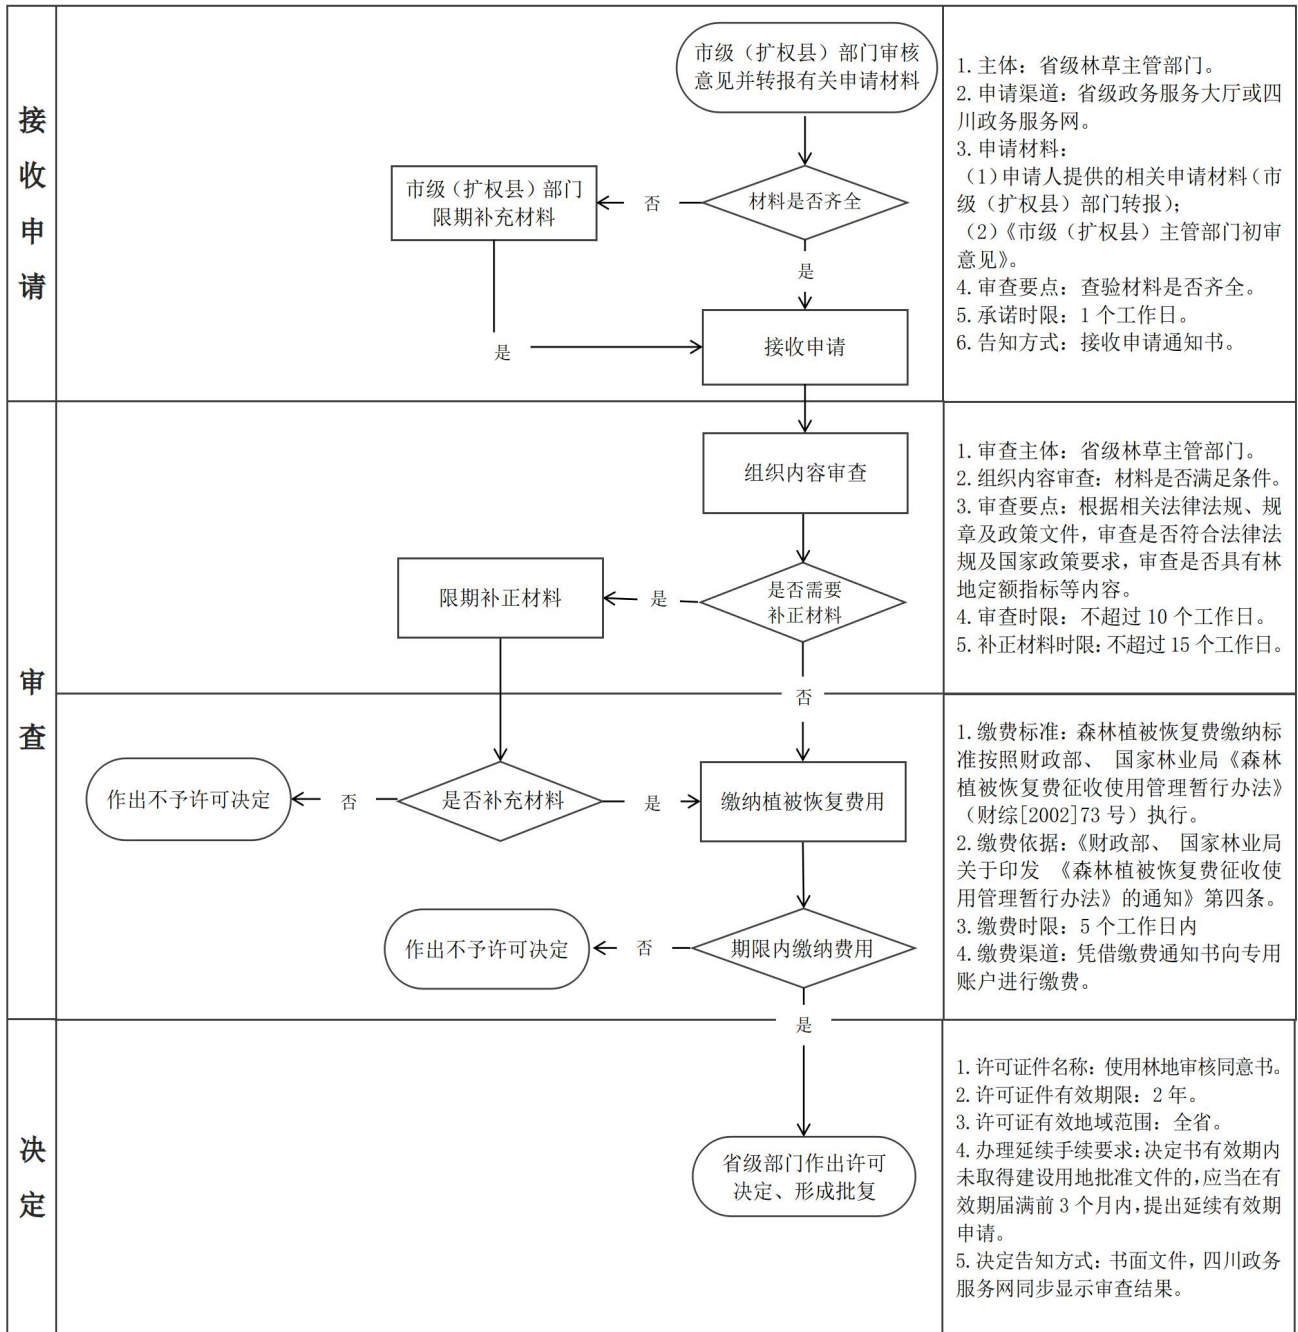 接
收
申
请
市级（扩权县）部门审核
意见并转报有关申请材料
材料是否齐全
否
市级（扩权县）部门
限期补充材料
是
是
接收申请
1.主体：省级林草主管部门。
2.申请渠道：省级政务服务大厅或四
川政务服务网。
3.申请材料：
（1）申请人提供的相关申请材料（市
级（扩权县）部门转报）；
（2）《市级（扩权县）主管部门初审
意见》。
4.审查要点：查验材料是否齐全。
5.承诺时限：1 个工作日。
6.告知方式：接收申请通知书。
审
查
组织内容审查
是否需要
补正材料
是
限期补正材料
否
1.审查主体：省级林草主管部门。
2.组织内容审查：材料是否满足条件。
3.审查要点：根据相关法律法规、规
章及政策文件，审查是否符合法律法
规及国家政策要求，审查是否具有林
地定额指标等内容。
4.审查时限：不超过 10 个工作日。
5.补正材料时限：不超过 15 个工作日。
作出不予许可决定
否
是否补充材料
是
缴纳植被恢复费用
作出不予许可决定
否
期限内缴纳费用
是
1.缴费标准：森林植被恢复费缴纳标
准按照财政部、 国家林业局《森林
植被恢复费征收使用管理暂行办法》
（财综[2002]73 号）执行。
2.缴费依据：《财政部、 国家林业局
关于印发 《森林植被恢复费征收使
用管理暂行办法》的通知》第四条。
3.缴费时限：5 个工作日内
4.缴费渠道：凭借缴费通知书向专用
账户进行缴费。
决
定
省级部门作出许可
决定、形成批复
1.许可证件名称：使用林地审核同意书。
2.许可证件有效期限：2 年。
3.许可证有效地域范围：全省。
4.办理延续手续要求：决定书有效期内
未取得建设用地批准文件的，应当在有
效期届满前 3 个月内，提出延续有效期
申请。
5.决定告知方式：书面文件，四川政务
服务网同步显示审查结果。